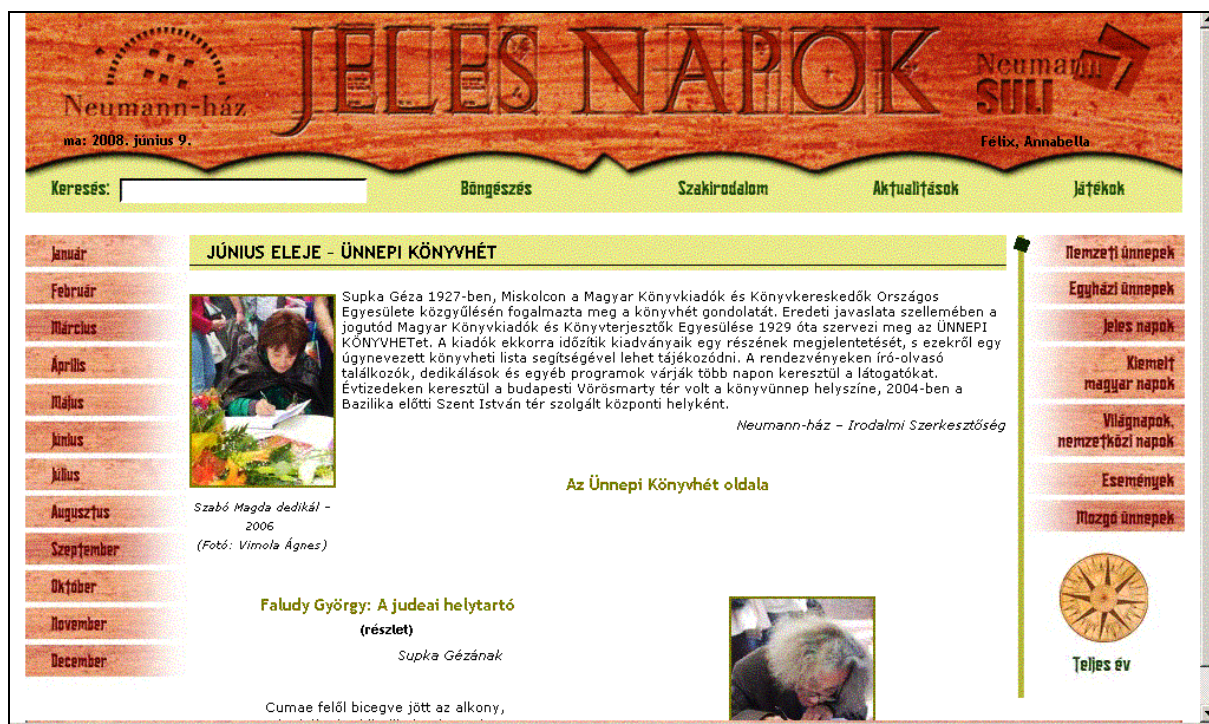 JELES NAPOK
Neumann-ház
Neumann
SULI
ma: 2008. június 9.
Félix, Annabella
Keresés:
Böngészés
Szakirodalom
Aktualitások
Játékok
Január
Február
Március
Április
Május
Június
Július
Augusztus
Szeptember
Október
November
December
JÚNIUS ELEJE – ÜNNEPI KÖNYVHÉT
Supka Géza 1927-ben, Miskolcon a Magyar Könyvkiadók és Könyvkereskedők Országos
Egyesülete közgyűlésén fogalmazta meg a könyvhét gondolatát. Eredeti javaslata szellemében a
jogutód Magyar Könyvkiadók és Könyvterjesztők Egyesülése 1929 óta szervezi meg az ÜNNEPI
KÖNYVHETet. A kiadók ekkorra időzítik kiadványaik egy részének megjelentetését, s ezekről egy
úgynevezett könyvheti lista segítségével lehet tájékozódni. A rendezvényeken író-olvasó
találkozók, dedikálások és egyéb programok várják több napon keresztül a látogatókat.
Évtizedeken keresztül a budapesti Vörösmarty tér volt a könyvünnep helyszíne, 2004-ben a
Bazilika előtti Szent István tér szolgált központi helyként.
Neumann-ház – Irodalmi Szerkesztőség
Szabó Magda dedikál –
2006
(Fotó: Vimola Ágnes)
Az Ünnepi Könyvhét oldala
Faludy György: A judeai helytartó
(részlet)
Supka Gézának
Cumae felől bicegve jött az alkony,
Nemzeti ünnepek
Egyházi ünnepek
Jeles napok
Kiemelt
magyar napok
Világnapok,
nemzetközi napok
Események
Mozgó ünnepek
Teljes év